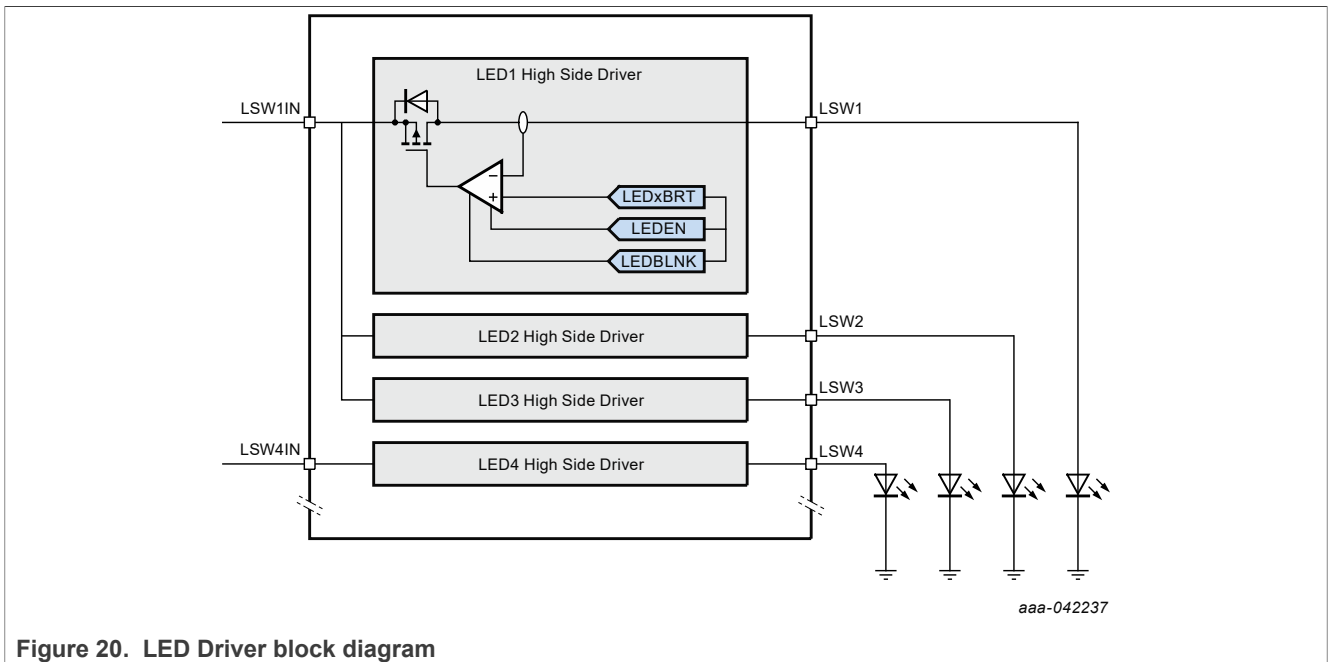 LED1 High Side Driver
LSW1IN
LSW1
−
+
LEDxBRT
LEDEN
LEDBLNK
LSW2
LED2 High Side Driver
LSW3
LED3 High Side Driver
LSW4IN
LSW4
LED4 High Side Driver
aaa-042237
Figure 20. LED Driver block diagram